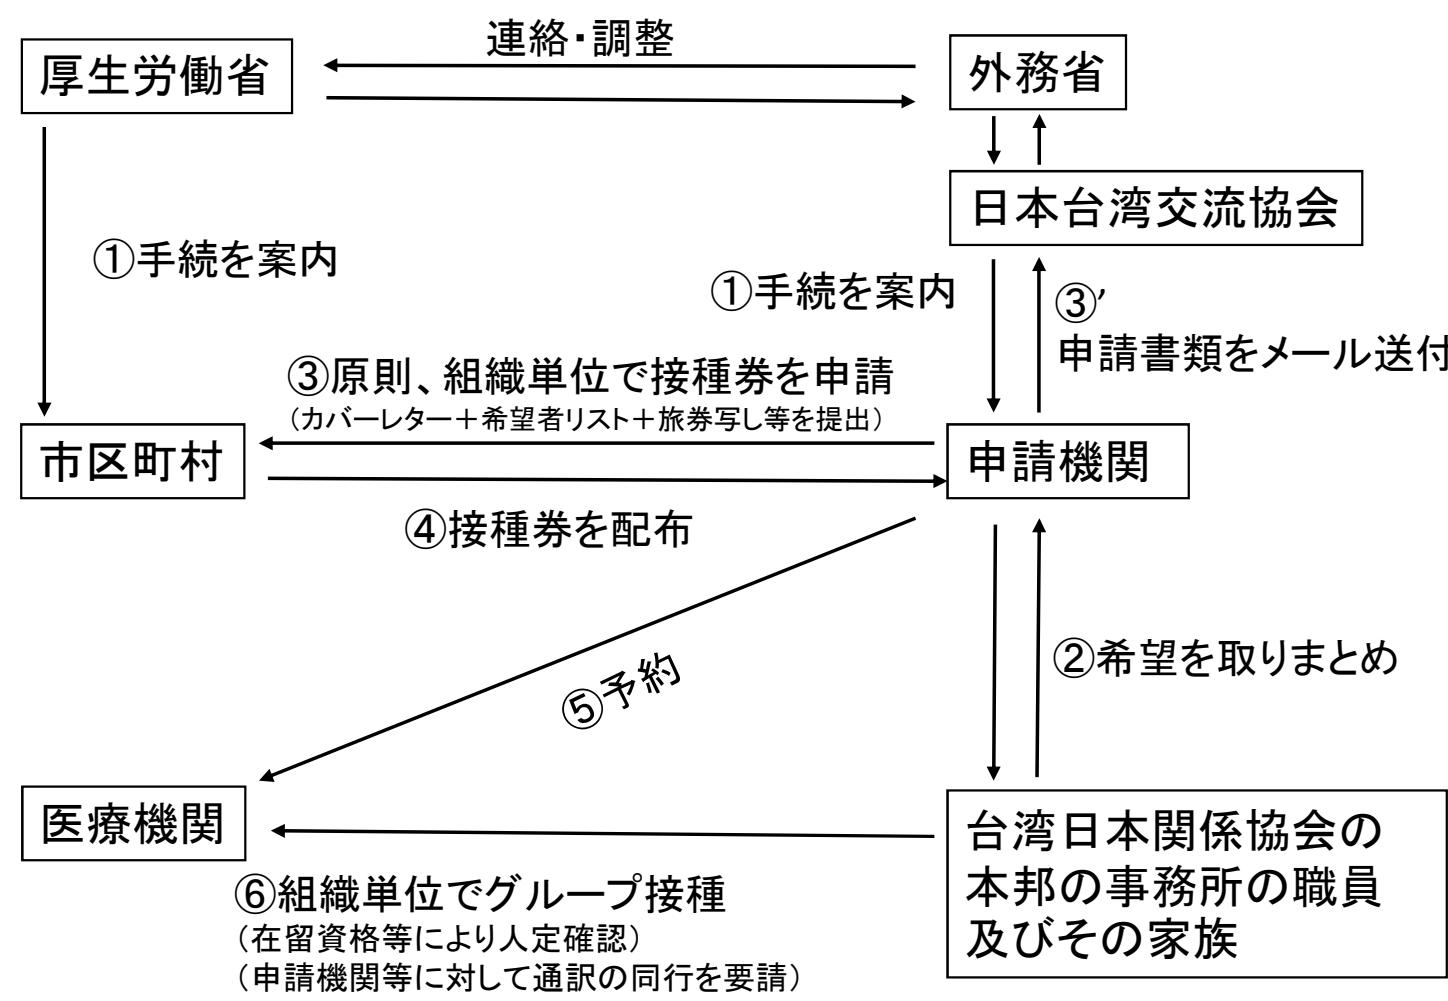 連絡・調整
厚生労働省
外務省
日本台湾交流協会
①手続を案内
①手続を案内
③’
申請書類をメール送付
③原則、組織単位で接種券を申請
（カバーレター＋希望者リスト＋旅券写し等を提出）
市区町村
申請機関
④接種券を配布
②希望を取りまとめ
⑤予約
医療機関
台湾日本関係協会の
本邦の事務所の職員
及びその家族
⑥組織単位でグループ接種
（在留資格等により人定確認）
（申請機関等に対して通訳の同行を要請）